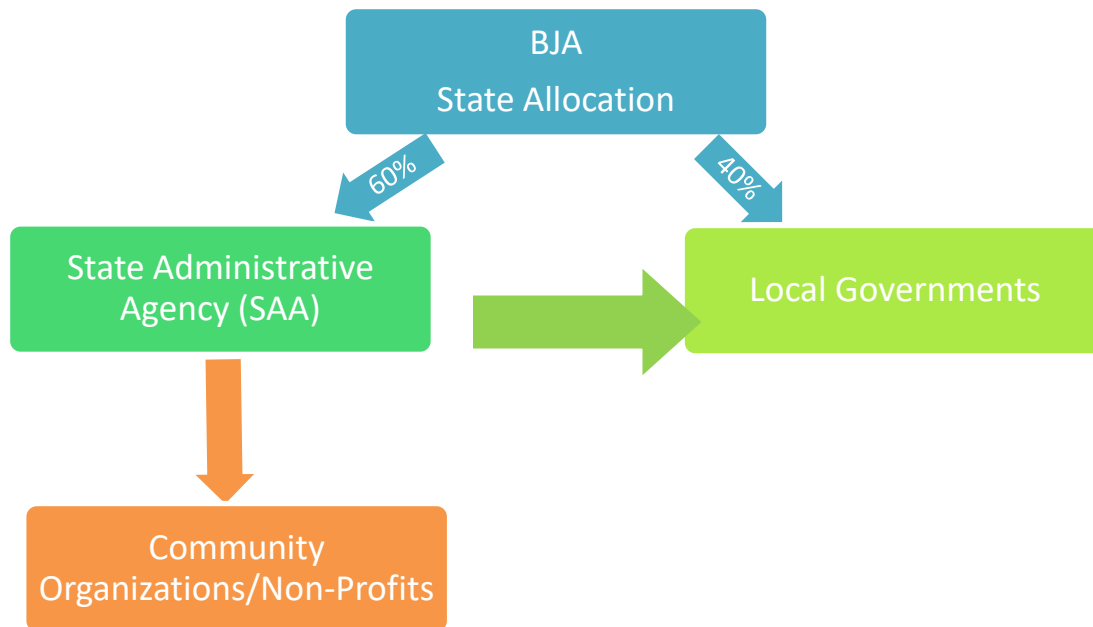 BJA
State Allocation
60%
40%
State Administrative
Agency (SAA)
Local Governments
Community
Organizations/Non-Profits